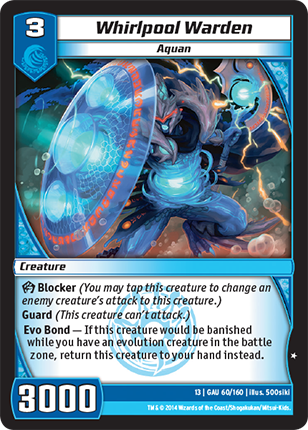 3
Whirlpool Warden
Aquan
Creature
Blocker (You may tap this creature to change an
enemy creature's attack to this creature.)
Guard (This creature can't attack.)
Evo Bond — If this creature would be banished
while you have an evolution creature in the battle
zone, return this creature to your hand instead.
3000
13 | GAU 60/160 | illus. 500siki
TM & © 2014 Wizards of the Coast/Shogakukan/Mitsui-Kids.